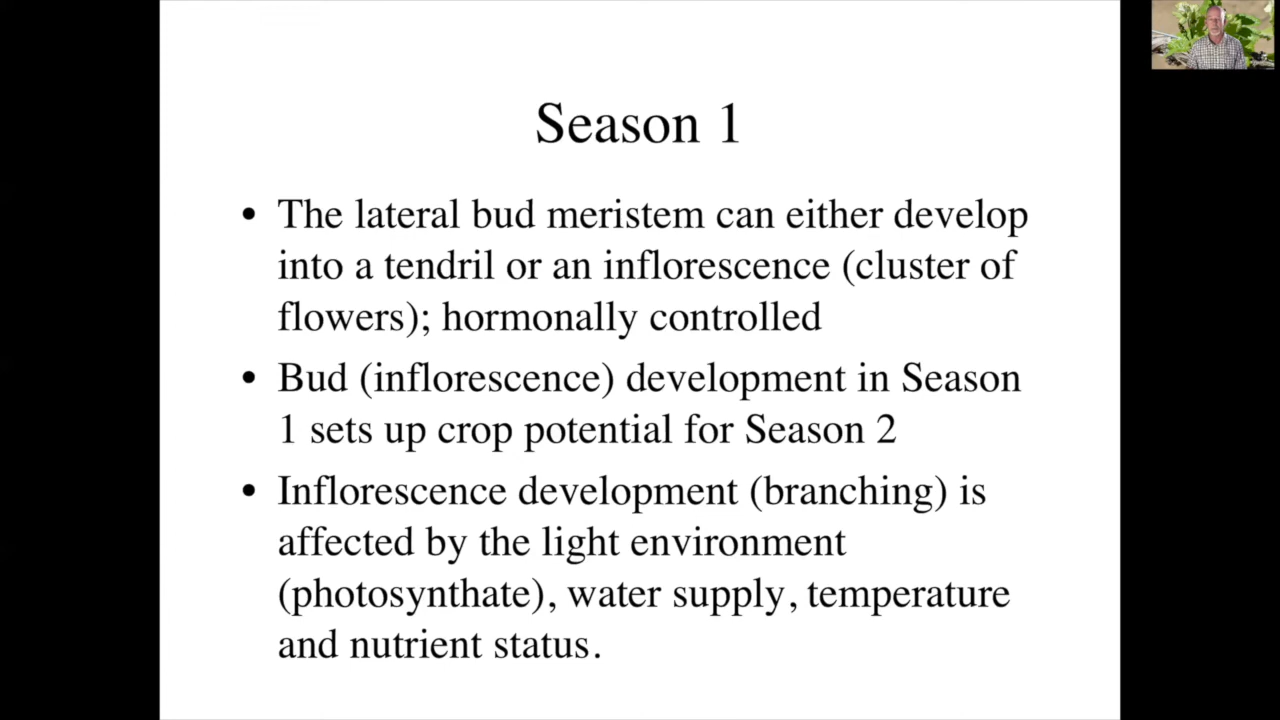 Season 1
• The lateral bud meristem can either develop
into a tendril or an inflorescence (cluster of
flowers); hormonally controlled
• Bud (inflorescence) development in Season
1 sets up crop potential for Season 2
• Inflorescence development (branching) is
affected by the light environment
(photosynthate), water supply, temperature
and nutrient status.